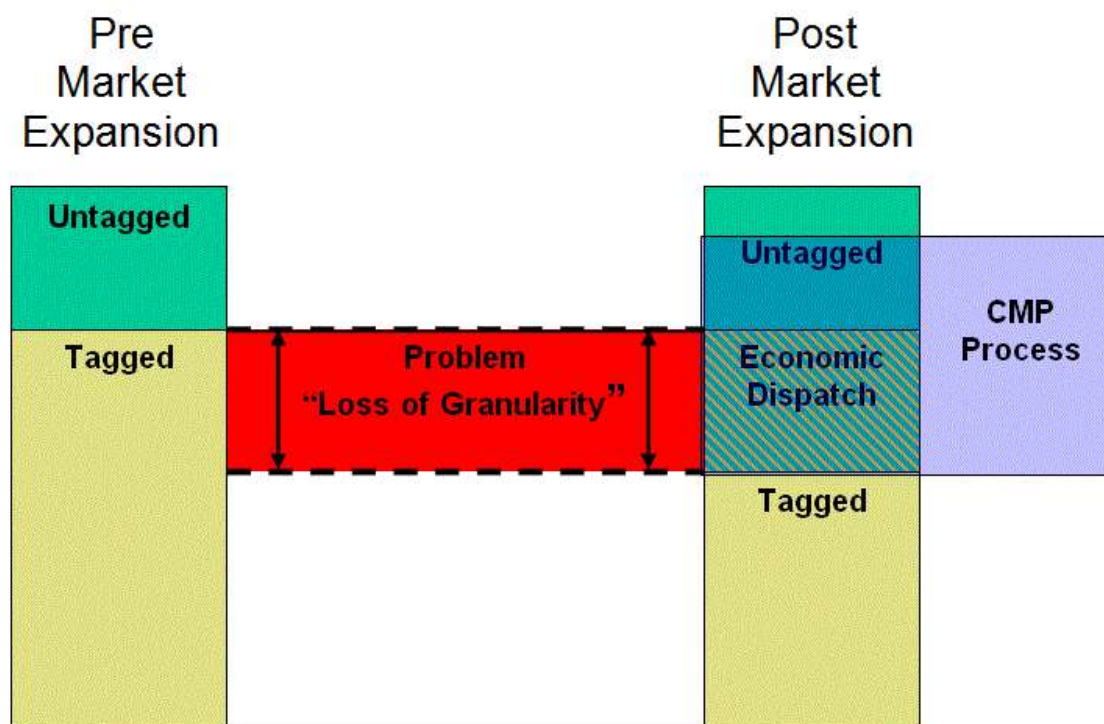 Pre
Market
Expansion
Post
Market
Expansion
Untagged
Untagged
CMP
Process
Tagged
Problem
“Loss of Granularity”
Economic
Dispatch
Tagged